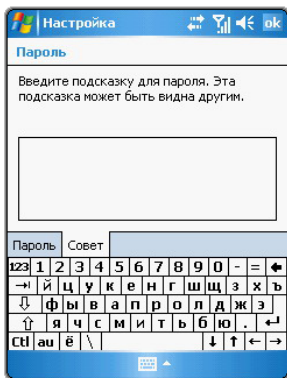 Настройка ok
Пароль
Введите подсказку для пароля. Эта
подсказка может быть видна другим.
Пароль Совет
123 1 2 3 4 5 6 7 8 9 0 - =
й ц у к е н г ш щ з х ъ
ф ы в а п р о л д ж э
я ч с м и т ь б ю .
Ctl аü ё \